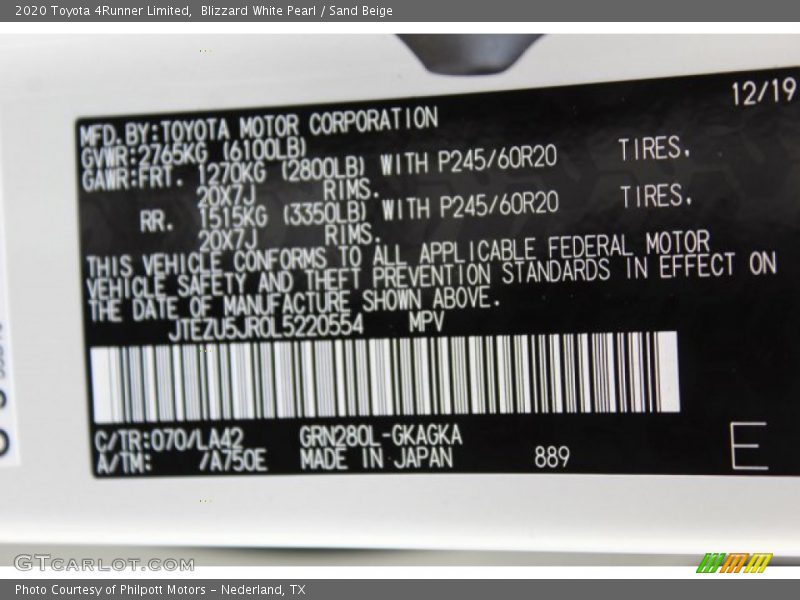 2020 Toyota 4Runner Limited, Blizzard White Pearl / Sand Beige
12/19
MFD.BY:TOYOTA MOTOR CORPORATION
GVWR:2765KG (6100LB)
GAWR:FRT. 1270KG (2800LB) WITH P245/60R20 TIRES.
20X7J RIMS.
RR. 1515KG (3350LB) WITH P245/60R20 TIRES.
20X7J RIMS.
THIS VEHICLE CONFORMS TO ALL APPLICABLE FEDERAL MOTOR
VEHICLE SAFETY AND THEFT PREVENTION STANDARDS IN EFFECT ON
THE DATE OF MANUFACTURE SHOWN ABOVE.
JTEZU5JR0L5220554 MPV
C/TR:070/LA42 GRN280L-GKAGKA
A/TM: /A750E MADE IN JAPAN 889
E
GTCARLOT.COM
Photo Courtesy of Philpott Motors - Nederland, TX